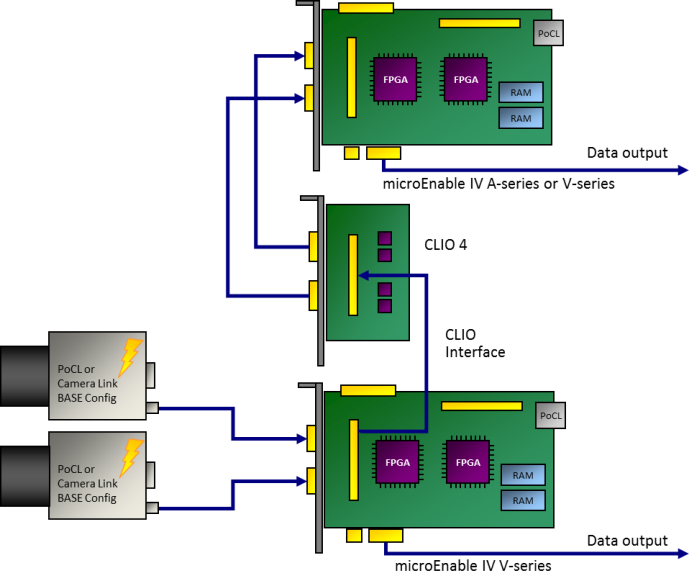 PoCL
FPGA
FPGA
RAM
RAM
Data output
microEnable IV A-series or V-series
CLIO 4
CLIO
Interface
PoCL or
Camera Link
BASE Config
PoCL or
Camera Link
BASE Config
PoCL
FPGA
FPGA
RAM
RAM
Data output
microEnable IV V-series